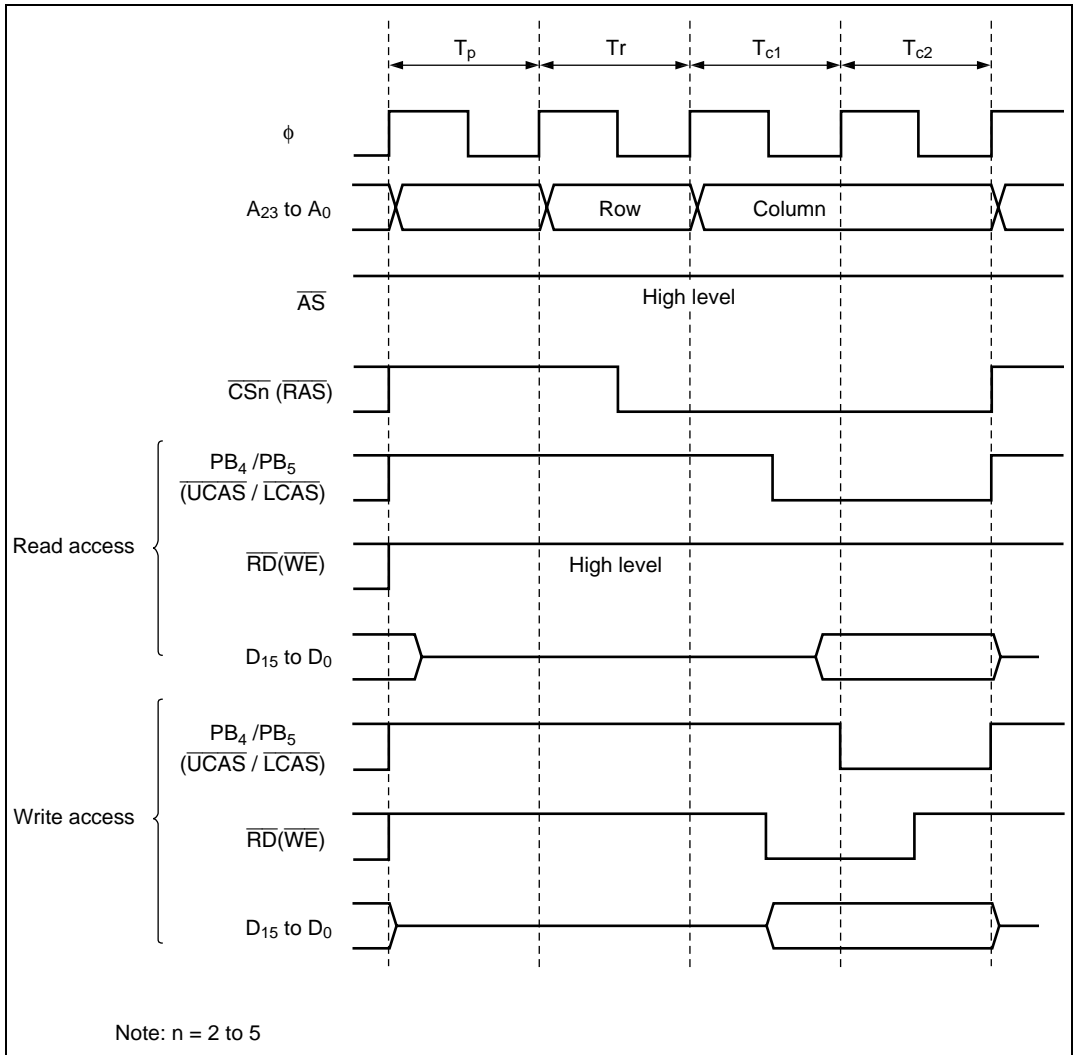 Tp Tr Tc1 Tc2
φ
A23 to A0 Row Column
AS High level
CSn (RAS)
Read access
PB4 /PB5
(UCAS / LCAS)
RD(WE) High level
D15 to D0
Write access
PB4 /PB5
(UCAS / LCAS)
RD(WE)
D15 to D0
Note: n = 2 to 5